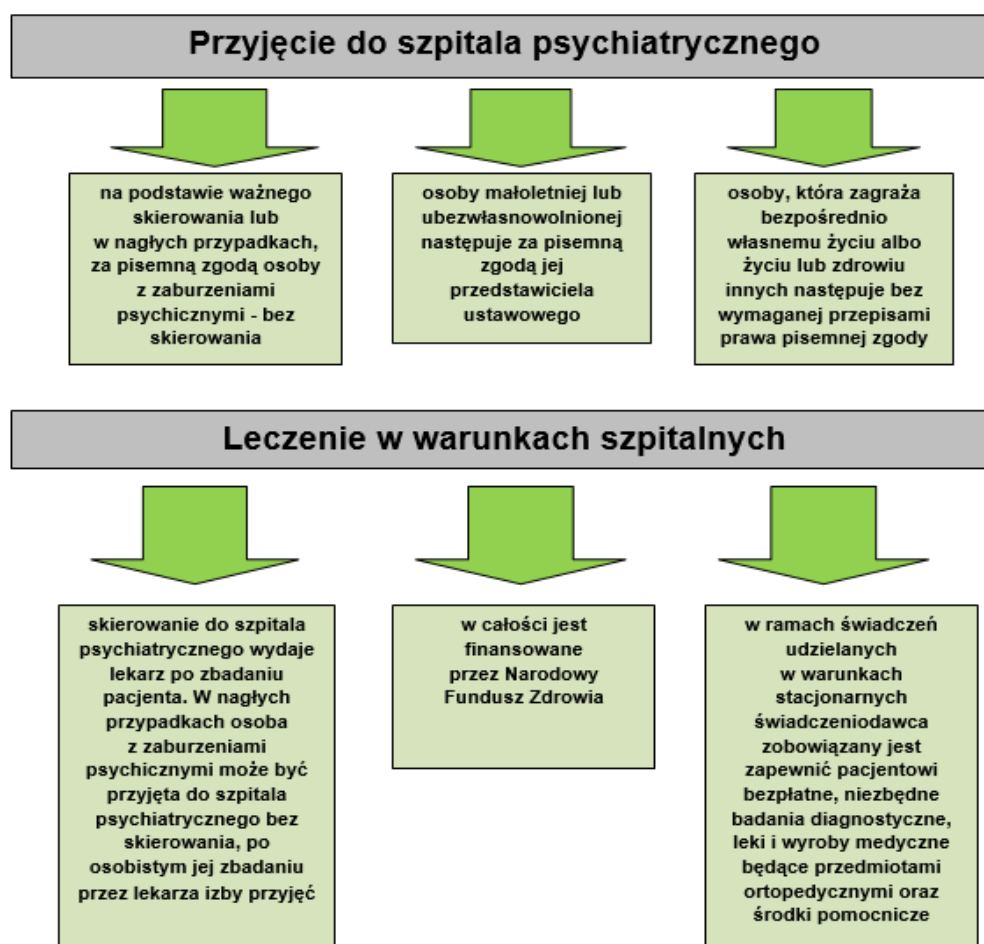 Przyjęcie do szpitala psychiatrycznego
na podstawie ważnego
skierowania lub
w nagłych przypadkach,
za pisemną zgodą osoby
z zaburzeniami
psychicznymi - bez
skierowania
osoby małoletniej lub
ubezwłasnowolnionej
następuje za pisemną
zgodą jej
przedstawiciela
ustawowego
osoby, która zagraża
bezpośrednio
własnemu życiu albo
życiu lub zdrowiu
innych następuje bez
wymaganej przepisami
prawa pisemnej zgody
Leczenie w warunkach szpitalnych
skierowanie do szpitala
psychiatrycznego wydaje
lekarz po zbadaniu
pacjenta. W nagłych
przypadkach osoba
z zaburzeniami
psychicznymi może być
przyjęta do szpitala
psychiatrycznego bez
skierowania, po
osobistym jej zbadaniu
przez lekarza izby przyjęć
w całości jest
finansowane
przez Narodowy
Fundusz Zdrowia
w ramach świadczeń
udzielanych
w warunkach
stacjonarnych
świadczeniodawca
zobowiązany jest
zapewnić pacjentowi
bezpłatne, niezbędne
badania diagnostyczne,
leki i wyroby medyczne
będące przedmiotami
ortopedycznymi oraz
środki pomocnicze